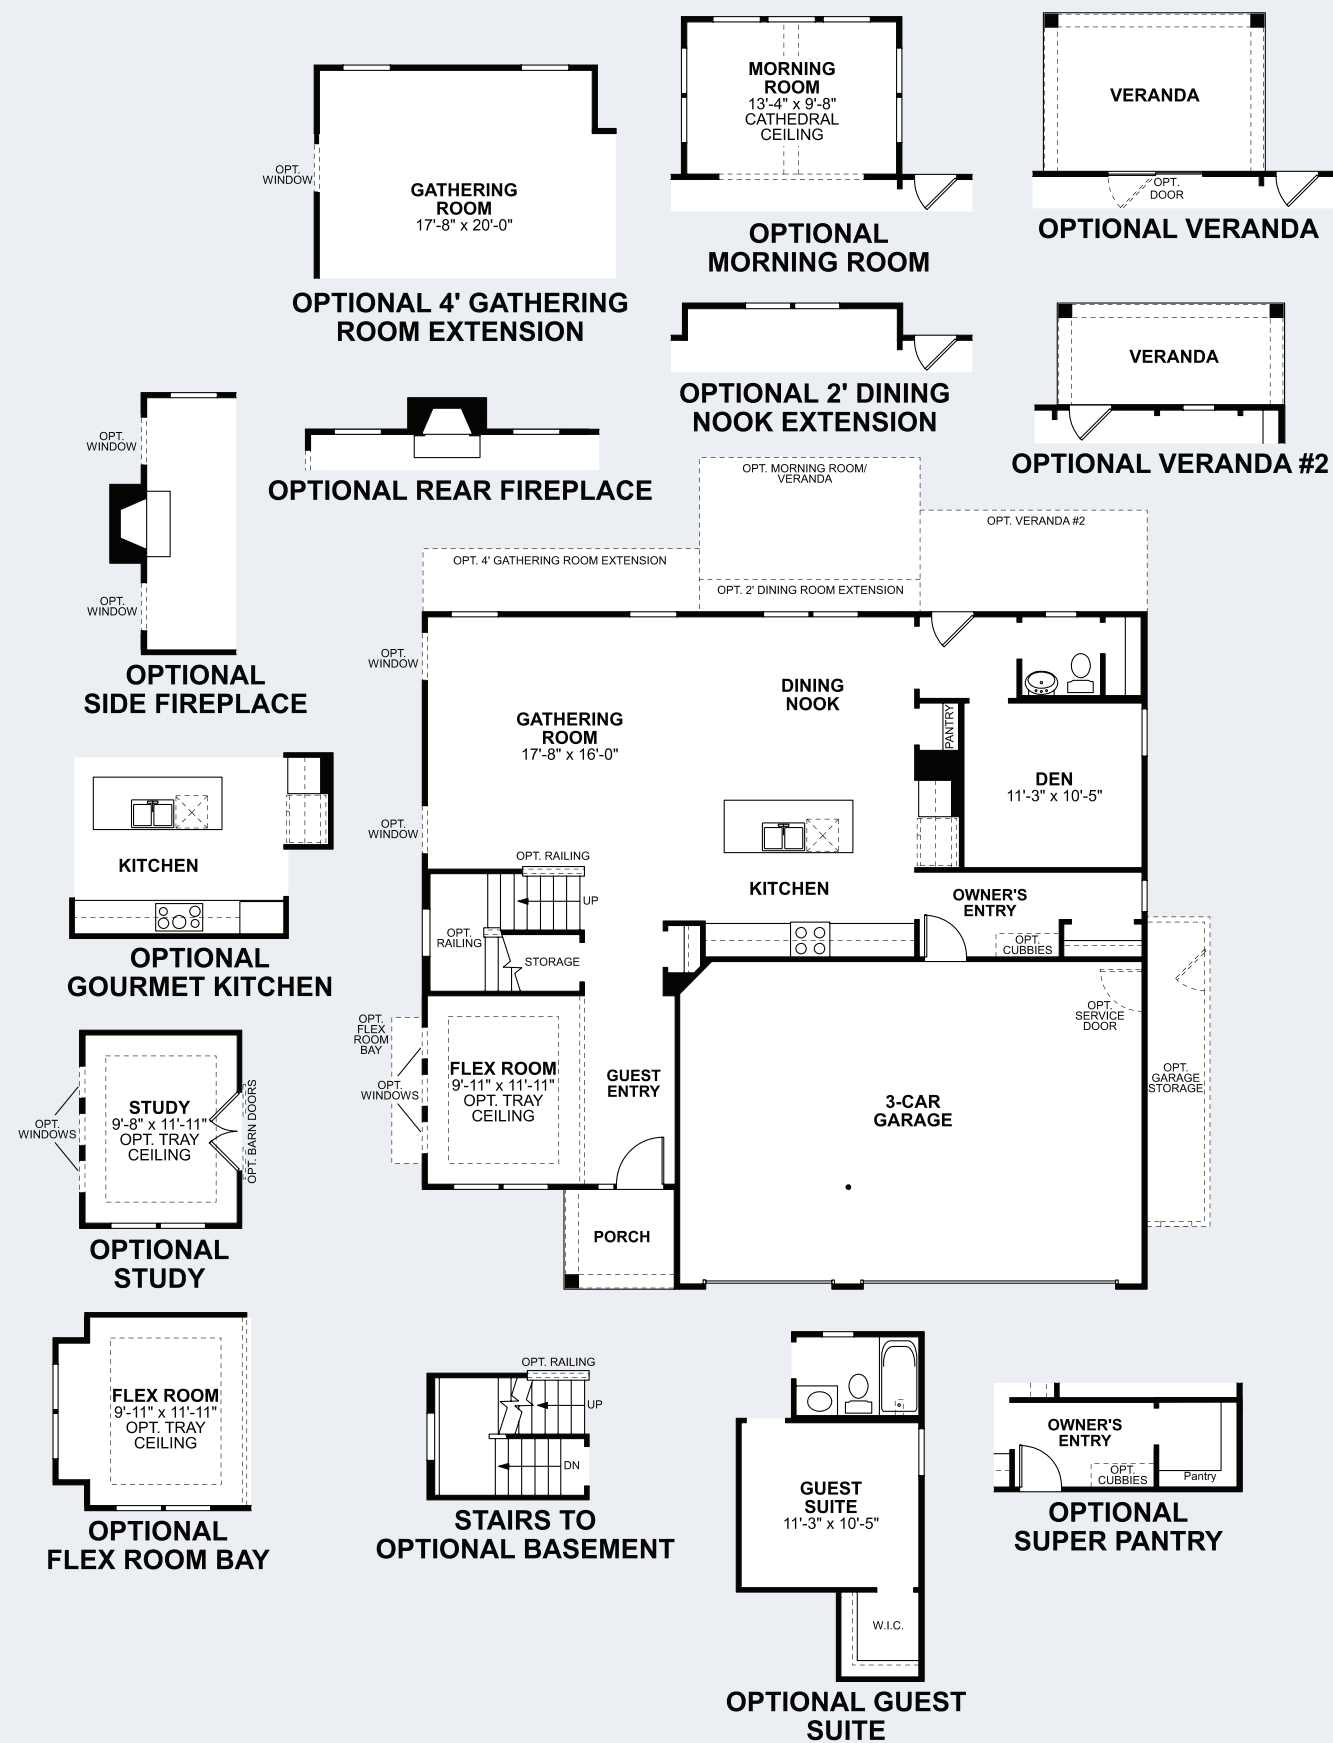 MORNING
ROOM
13'-4" x 9'-8"
CATHEDRAL
CEILING
OPTIONAL
MORNING ROOM
VERANDA
OPT.
DOOR
OPTIONAL VERANDA
OPT.
WINDOW
GATHERING
ROOM
17'-8" x 20'-0"
OPTIONAL 4' GATHERING
ROOM EXTENSION
OPTIONAL 2' DINING
NOOK EXTENSION
VERANDA
OPTIONAL VERANDA #2
OPT.
WINDOW
OPT.
WINDOW
OPTIONAL
SIDE FIREPLACE
OPTIONAL REAR FIREPLACE
OPT. MORNING ROOM/
VERANDA
OPT. VERANDA #2
OPT. 4' GATHERING ROOM EXTENSION
OPT. 2' DINING ROOM EXTENSION
OPT.
WINDOW
GATHERING
ROOM
17'-8" x 16'-0"
DINING
NOOK
PANTRY
DEN
11'-3" x 10'-5"
OPT.
WINDOW
OPT. RAILING
UP
OPT.
RAILING
STORAGE
KITCHEN
OWNER'S
ENTRY
OPT.
CUBBIES
OPT.
SERVICE
DOOR
OPT.
GARAGE
STORAGE
OPT.
FLEX
ROOM
BAY
OPT.
WINDOWS
FLEX ROOM
9'-11" x 11'-11"
OPT. TRAY
CEILING
GUEST
ENTRY
3-CAR
GARAGE
PORCH
KITCHEN
OPTIONAL
GOURMET KITCHEN
OPT.
WINDOWS
STUDY
9'-8" x 11'-11"
OPT. TRAY
CEILING
OPT. BARN DOORS
OPTIONAL
STUDY
FLEX ROOM
9'-11" x 11'-11"
OPT. TRAY
CEILING
OPTIONAL
FLEX ROOM BAY
OPT. RAILING
UP
DN
STAIRS TO
OPTIONAL BASEMENT
GUEST
SUITE
11'-3" x 10'-5"
W.I.C.
OPTIONAL GUEST
SUITE
OWNER'S
ENTRY
OPT.
CUBBIES
Pantry
OPTIONAL
SUPER PANTRY